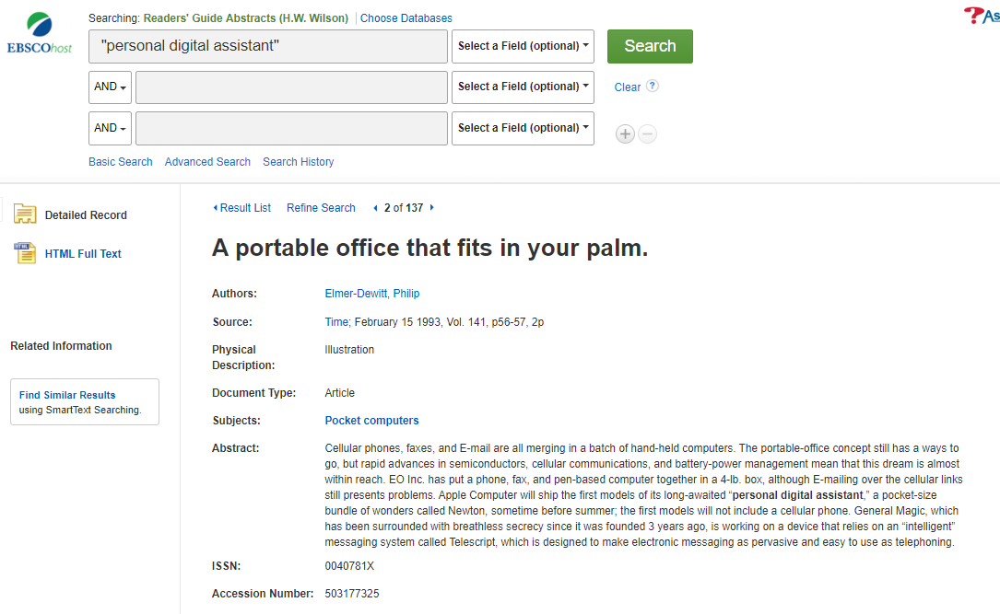 Searching: Readers' Guide Abstracts (H.W. Wilson) Choose Databases
?As
EBSCOhost
"personal digital assistant" Select a Field (optional) Search
AND Select a Field (optional) Clear ?
AND Select a Field (optional)
Basic Search Advanced Search Search History
Detailed Record
HTML
HTML Full Text
Related Information
Find Similar Results
using SmartText Searching.
Result List Refine Search 2 of 137
A portable office that fits in your palm.
Authors: Elmer-Dewitt, Philip
Source: Time; February 15 1993, Vol. 141, p56-57, 2p
Physical Description: Illustration
Document Type: Article
Subjects: Pocket computers
Abstract: Cellular phones, faxes, and E-mail are all merging in a batch of hand-held computers. The portable-office concept still has a ways to
go, but rapid advances in semiconductors, cellular communications, and battery-power management mean that this dream is almost
within reach. EO Inc. has put a phone, fax, and pen-based computer together in a 4-lb. box, although E-mailing over the cellular links
still presents problems. Apple Computer will ship the first models of its long-awaited “personal digital assistant,” a pocket-size
bundle of wonders called Newton, sometime before summer; the first models will not include a cellular phone. General Magic, which
has been surrounded with breathless secrecy since it was founded 3 years ago, is working on a device that relies on an “intelligent”
messaging system called Telescript, which is designed to make electronic messaging as pervasive and easy to use as telephoning.
ISSN: 0040781X
Accession Number: 503177325